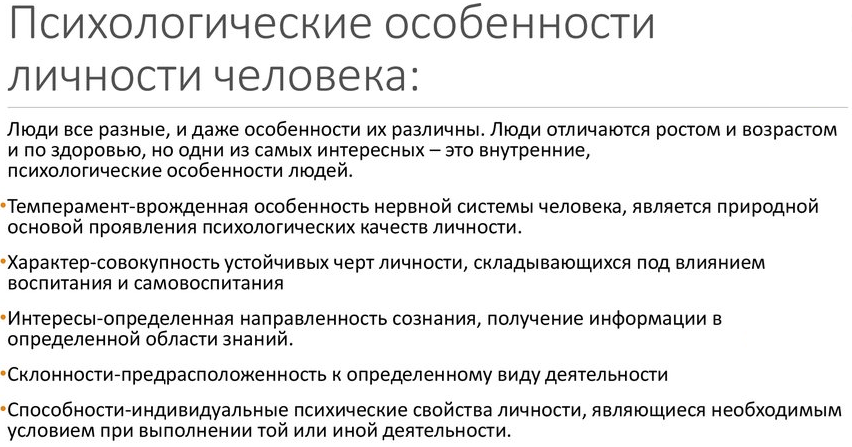 Психологические особенности
личности человека:
Люди все разные, и даже особенности их различны. Люди отличаются ростом и возрастом
и по здоровью, но одни из самых интересных – это внутренние,
психологические особенности людей.
•Темперамент-врожденная особенность нервной системы человека, является природной
основой проявления психологических качеств личности.
•Характер-совокупность устойчивых черт личности, складывающихся под влиянием
воспитания и самовоспитания
•Интересы-определенная направленность сознания, получение информации в
определенной области знаний.
•Склонности-предрасположенность к определенному виду деятельности
•Способности-индивидуальные психические свойства личности, являющиеся необходимым
условием при выполнении той или иной деятельности.